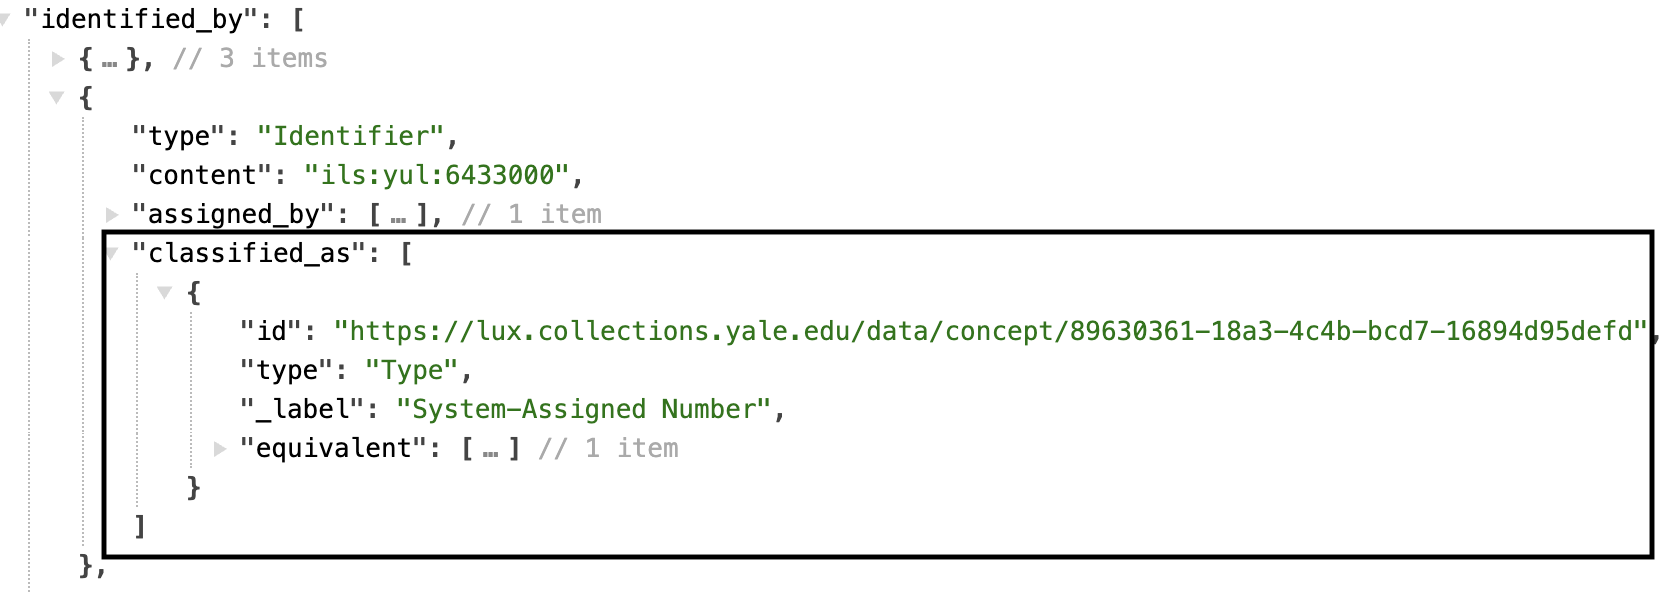 "identified_by": [
{ … }, // 3 items
{
"type": "Identifier",
"content": "ils:yul:6433000",
"assigned_by": [ … ], // 1 item
"classified_as": [
{
"id": "https://lux.collections.yale.edu/data/concept/89630361-18a3-4c4b-bcd7-16894d95defd",
"type": "Type",
"_label": "System-Assigned Number",
"equivalent": [ … ] // 1 item
}
]
},